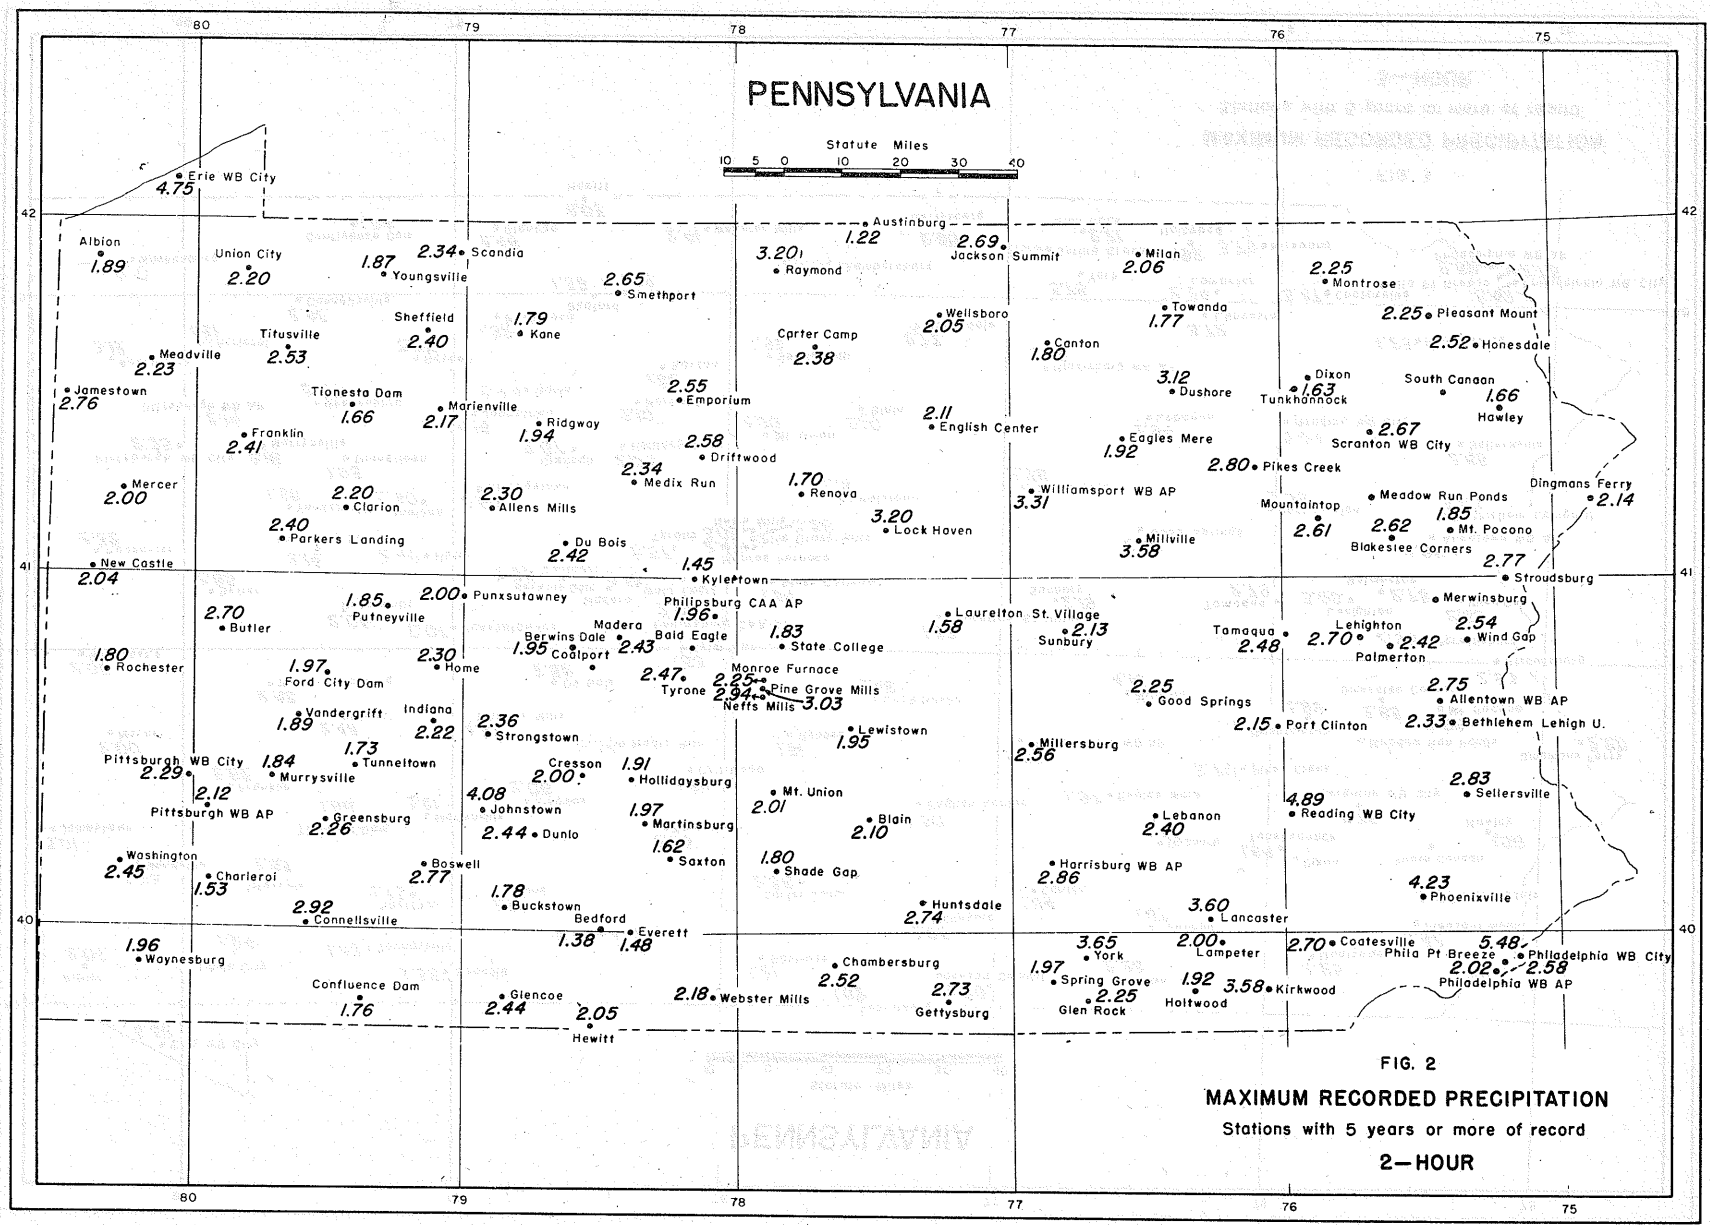 80 79 78 77 76 75
PENNSYLVANIA
Statute Miles
10 5 0 10 20 30 40
Erie WB City
4.75
42 42
Austinburg
1.22
Albion
1.89
Union City
2.20
1.87
Youngsville
2.34 Scandia
2.65
Smethport
3.20
Raymond
2.69
Jackson Summit
Milan
2.06
2.25
Montrose
Sheffield
2.40
1.79
Kane
Wellsboro
2.05
Towanda
1.77
2.25 Pleasant Mount
Titusville
2.53
Carter Camp
2.38
Canton
1.80
2.52 Honesdale
Meadville
2.23
Jamestown
2.76
Tionesta Dam
1.66
Marienville
2.17
2.55
Emporium
3.12
Dushore
Dixon
1.63
Tunkhannock
South Canaan
1.66
Hawley
Franklin
2.41
Ridgway
1.94
2.11
English Center
Eagles Mere
1.92
2.67
Scranton WB City
2.58
Driftwood
2.80 Pikes Creek
Mercer
2.00
2.20
Clarion
2.30
Allens Mills
2.34
Medix Run
1.70
Renova
Williamsport WB AP
3.31
Meadow Run Ponds
Dingmans Ferry
2.14
Mountaintop
2.61
2.62
Blakeslee Corners
1.85
Mt. Pocono
2.40
Parkers Landing
Du Bois
2.42
3.20
Lock Haven
Millville
3.58
New Castle
2.04
41 41
1.45
Kylertown
2.77
Stroudsburg
2.70
Butler
1.85
Putneyville
2.00 Punxsutawney
Philipsburg CAA AP
1.96
Laurelton St. Village
1.58
2.13
Sunbury
Merwinsburg
2.54
Wind Gap
Madera
2.43
Berwins Dale
1.95
Coalport
Bald Eagle
1.83
State College
Tamaqua
2.48
Lehighton
2.70
2.42
Palmerton
1.80
Rochester
1.97
Ford City Dam
2.30
Home
2.47
Tyrone
Monroe Furnace
2.25
Pine Grove Mills
2.94
Neffs Mills 3.03
2.25
Good Springs
2.75
Allentown WB AP
Vandergrift
1.89
Indiana
2.22
2.36
Strongstown
Lewistown
1.95
2.15 Port Clinton
2.33 Bethlehem Lehigh U.
Pittsburgh WB City
2.29
1.84
Murrysville
1.73
Tunneltown
Cresson
2.00
1.91
Hollidaysburg
Millersburg
2.56
2.12
Pittsburgh WB AP
Greensburg
2.26
4.08
Johnstown
2.44 Dunlo
1.97
Martinsburg
Mt. Union
2.01
Blain
2.10
Lebanon
2.40
4.89
Reading WB City
2.83
Sellersville
Washington
2.45
Charleroi
1.53
Boswell
2.77
1.62
Saxton
1.80
Shade Gap
Harrisburg WB AP
2.86
4.23
Phoenixville
2.92
Connellsville
1.78
Buckstown
Huntsdale
2.74
3.60
Lancaster
40 40
1.96
Waynesburg
Bedford
1.38
Everett
1.48
3.65
York
2.00
Lampeter
2.70 Coatesville
5.48
Phila Pt Breeze
Philadelphia WB City
2.02 2.58
Philadelphia WB AP
Chambersburg
2.52
1.97
Spring Grove
1.92
Holtwood
3.58 Kirkwood
Confluence Dam
1.76
Glencoe
2.44
2.05
Hewitt
2.18 Webster Mills
2.73
Gettysburg
2.25
Glen Rock
FIG. 2
MAXIMUM RECORDED PRECIPITATION
Stations with 5 years or more of record
2-HOUR
80 79 78 77 76 75